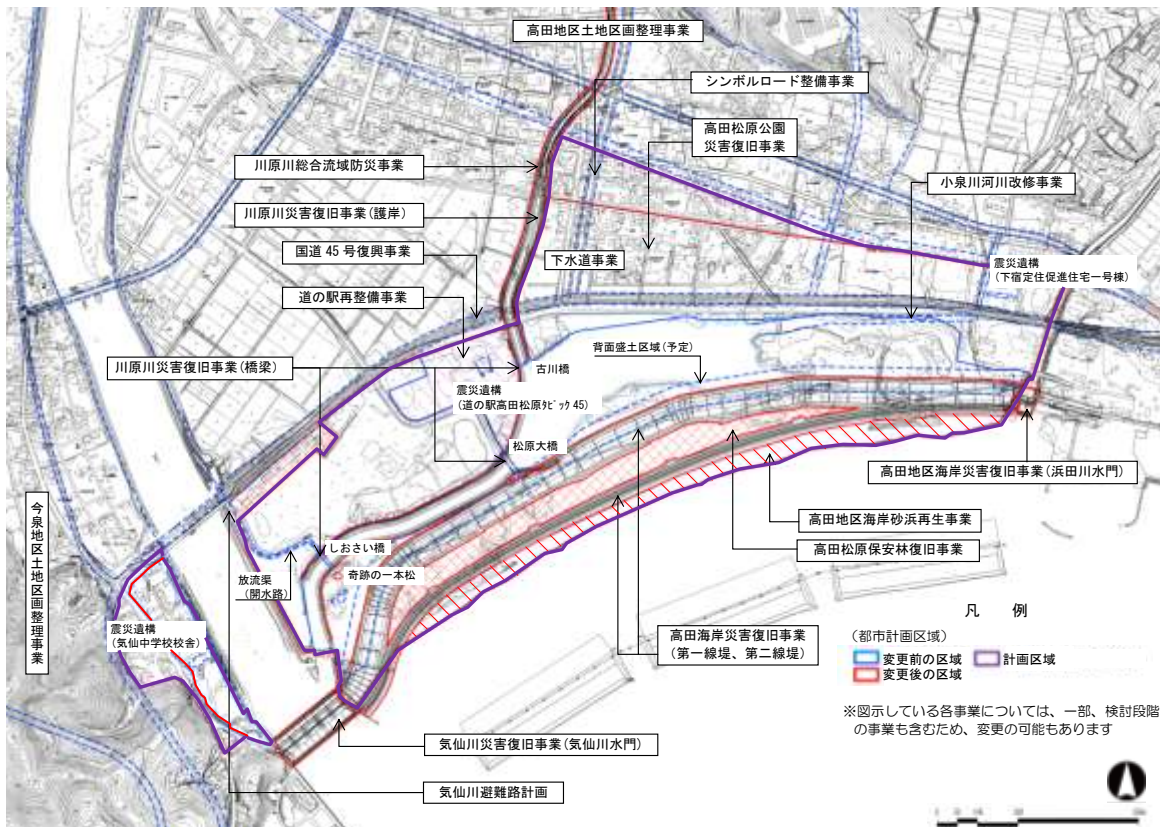 高田地区土地区画整理事業
シンボルロード整備事業
高田松原公園
災害復旧事業
川原川総合流域防災事業
小泉川河川改修事業
川原川災害復旧事業(護岸)
国道45号復興事業
下水道事業
震災遺構
(下宿定住促進住宅一号棟)
道の駅再整備事業
背面盛土区域(予定)
川原川災害復旧事業(橋梁)
古川橋
震災遺構
(道の駅高田松原タピック45)
松原大橋
高田地区海岸災害復旧事業(浜田川水門)
今泉地区土地区画整理事業
高田地区海岸砂浜再生事業
しおさい橋
高田松原保安林復旧事業
奇跡の一本松
放流渠
(開水路)
震災遺構
(気仙中学校校舎)
高田海岸災害復旧事業
(第一線堤、第二線堤)
凡 例
(都市計画区域)
変更前の区域
計画区域
変更後の区域
※図示している各事業については、一部、検討段階
の事業も含むため、変更の可能もあります
気仙川災害復旧事業(気仙川水門)
気仙川避難路計画